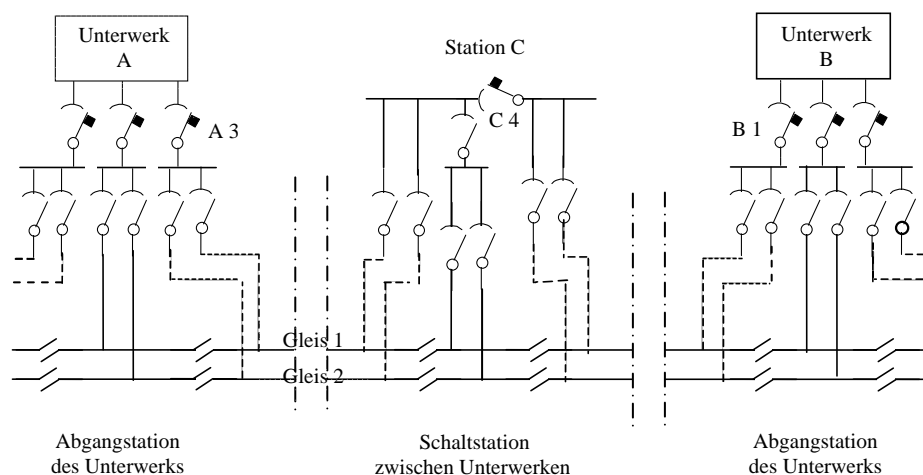 Unterwerk
A
Station C
Unterwerk
B
A 3
C 4
B 1
Gleis 1
Gleis 2
Abgangstation
des Unterwerks
Schaltstation
zwischen Unterwerken
Abgangstation
des Unterwerks